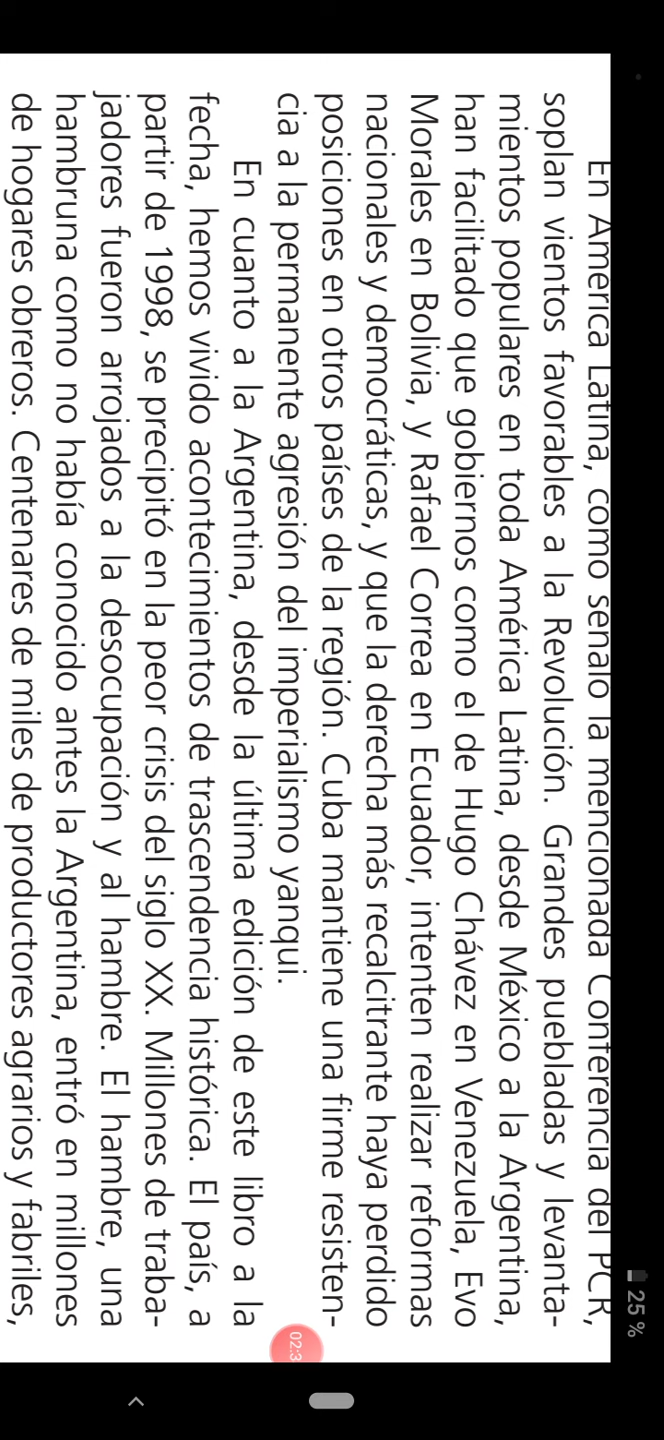 25 %
En América Latina, como señaló la mencionada Conferencia del PCR,
soplan vientos favorables a la Revolución. Grandes puebladas y levanta-
mientos populares en toda América Latina, desde México a la Argentina,
han facilitado que gobiernos como el de Hugo Chávez en Venezuela, Evo
Morales en Bolivia, y Rafael Correa en Ecuador, intenten realizar reformas
nacionales y democráticas, y que la derecha más recalcitrante haya perdido
posiciones en otros países de la región. Cuba mantiene una firme resisten-
cia a la permanente agresión del imperialismo yanqui.
En cuanto a la Argentina, desde la última edición de este libro a la
fecha, hemos vivido acontecimientos de trascendencia histórica. El país, a
partir de 1998, se precipitó en la peor crisis del siglo XX. Millones de traba-
jadores fueron arrojados a la desocupación y al hambre. El hambre, una
hambruna como no había conocido antes la Argentina, entró en millones
de hogares obreros. Centenares de miles de productores agrarios y fabriles,
02:3